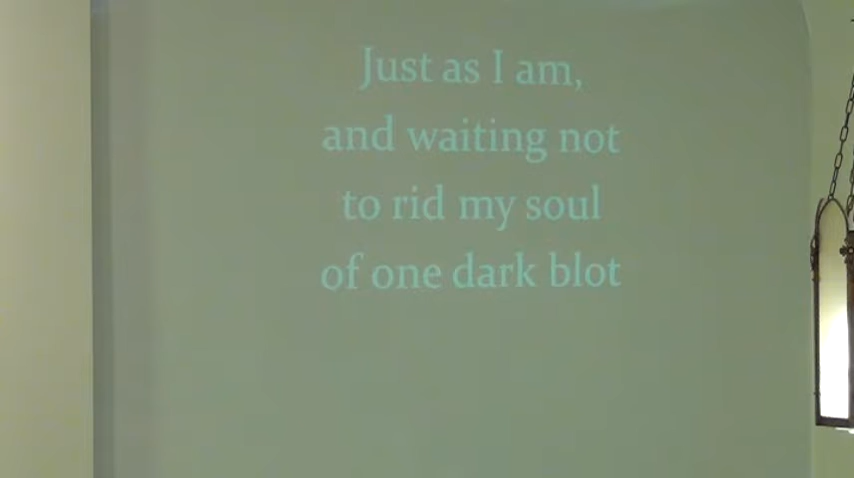 Just as I am,
and waiting not
to rid my soul
of one dark blot